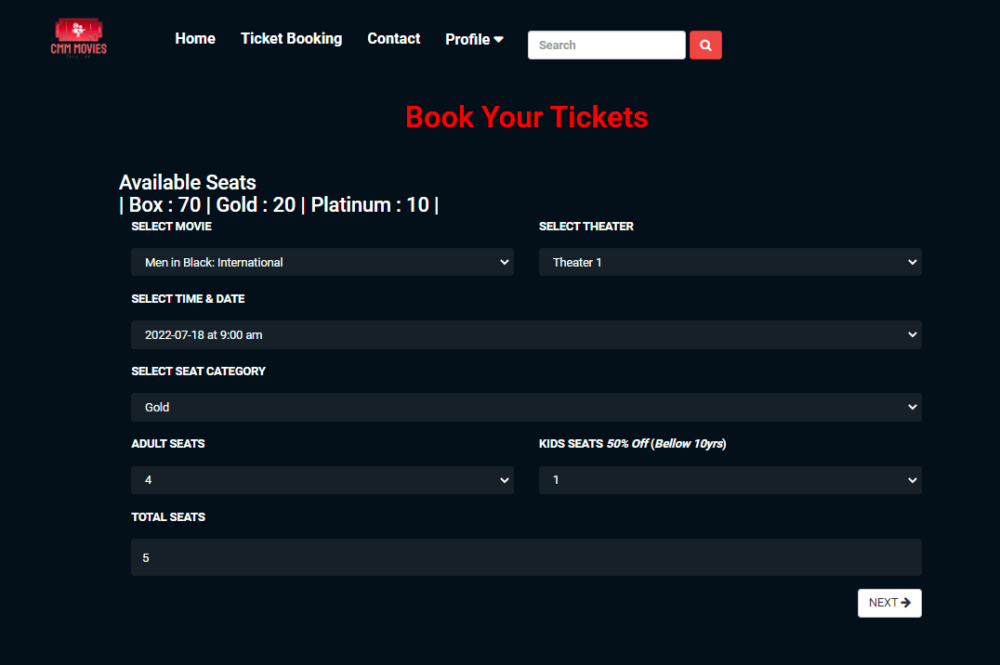 CMM MOVIES
Home Ticket Booking Contact Profile Search
Book Your Tickets
Available Seats
| Box : 70 | Gold : 20 | Platinum : 10 |
SELECT MOVIE SELECT THEATER
Men in Black: International Theater 1
SELECT TIME & DATE
2022-07-18 at 9:00 am
SELECT SEAT CATEGORY
Gold
ADULT SEATS KIDS SEATS 50% Off (Bellow 10yrs)
4 1
TOTAL SEATS
5
NEXT